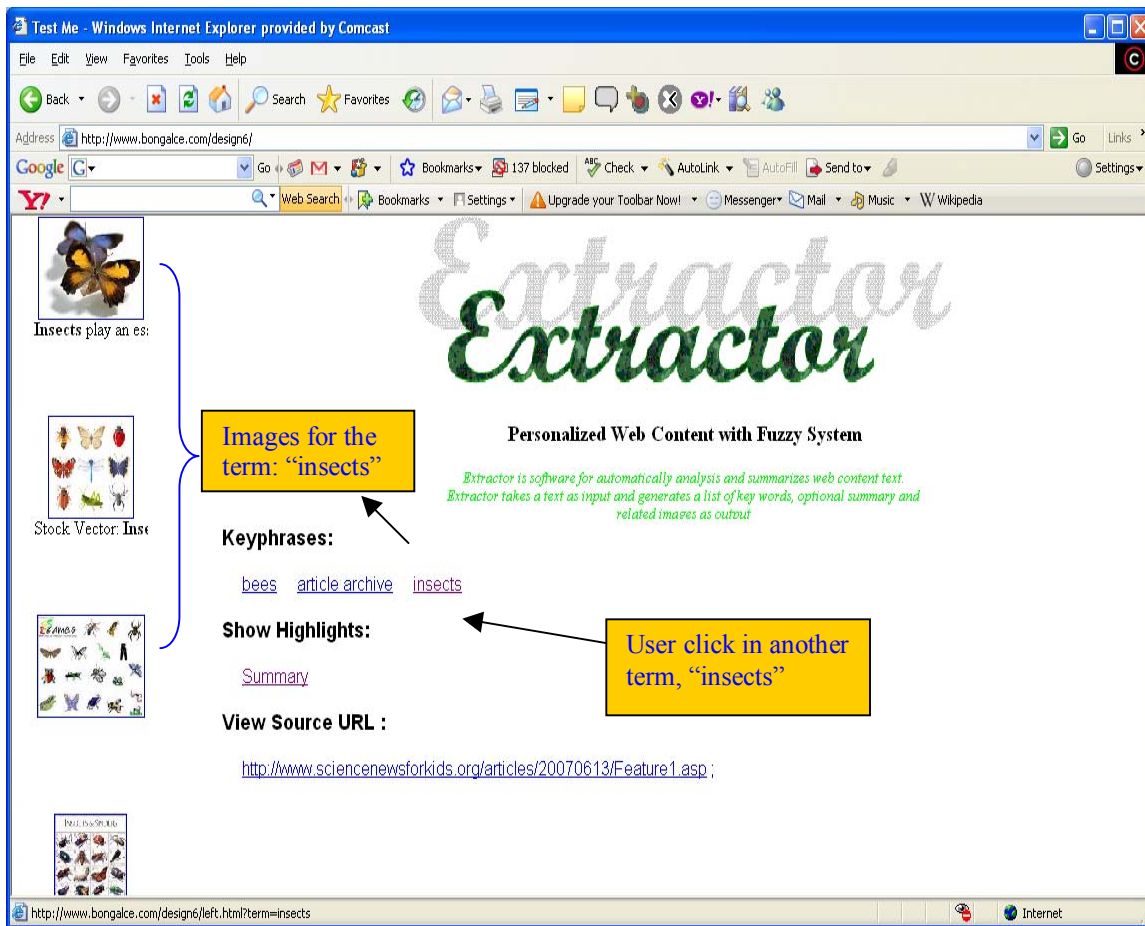 Test Me - Windows Internet Explorer provided by Comcast
File Edit View Favorites Tools Help
Back Search Favorites
Address http://www.bongalce.com/design6/ Go Links
Google G Go Bookmarks 137 blocked ABC Check AutoLink AutoFill Send to Settings
Y! Web Search Bookmarks Settings Upgrade your Toolbar Now! Messenger Mail Music W Wikipedia
Insects play an es:
Stock Vector: Inse
Extractor
Extractor
Personalized Web Content with Fuzzy System
Extractor is software for automatically analysis and summarizes web content text.
Extractor takes a text as input and generates a list of key words, optional summary and
related images as output
Images for the
term: “insects”
Keyphrases:
bees article archive insects
Show Highlights:
Summary
User click in another
term, “insects”
View Source URL :
http://www.sciencenewsforkids.org/articles/20070613/Feature1.asp ;
http://www.bongalce.com/design6/left.html?term=insects Internet